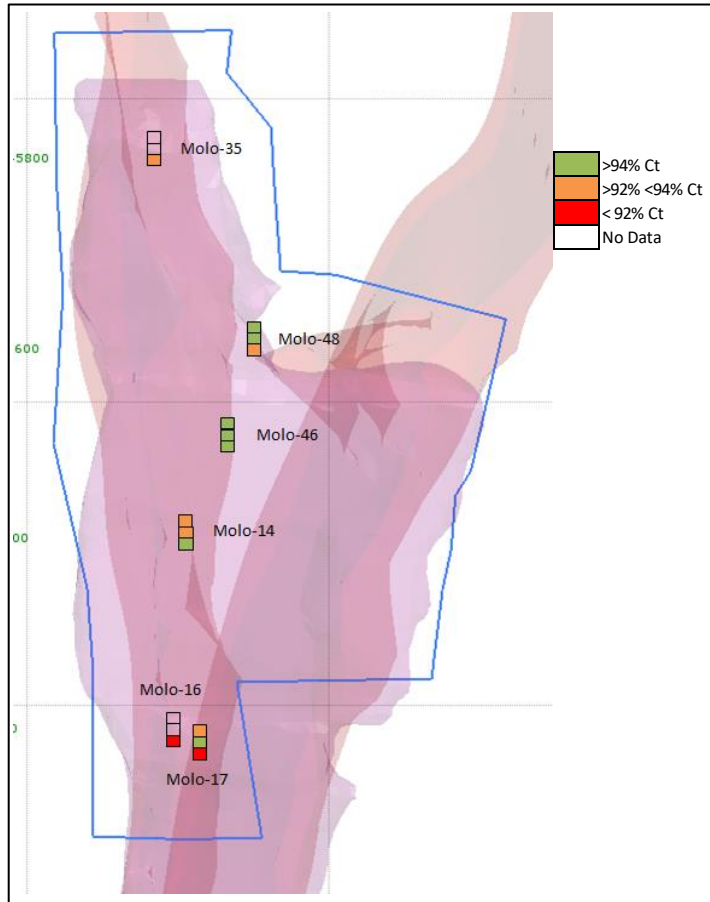 Molo-35
-5800
>94% Ct
>92% <94% Ct
< 92% Ct
No Data
Molo-48
600
Molo-46
Molo-14
00
Molo-16
0
Molo-17